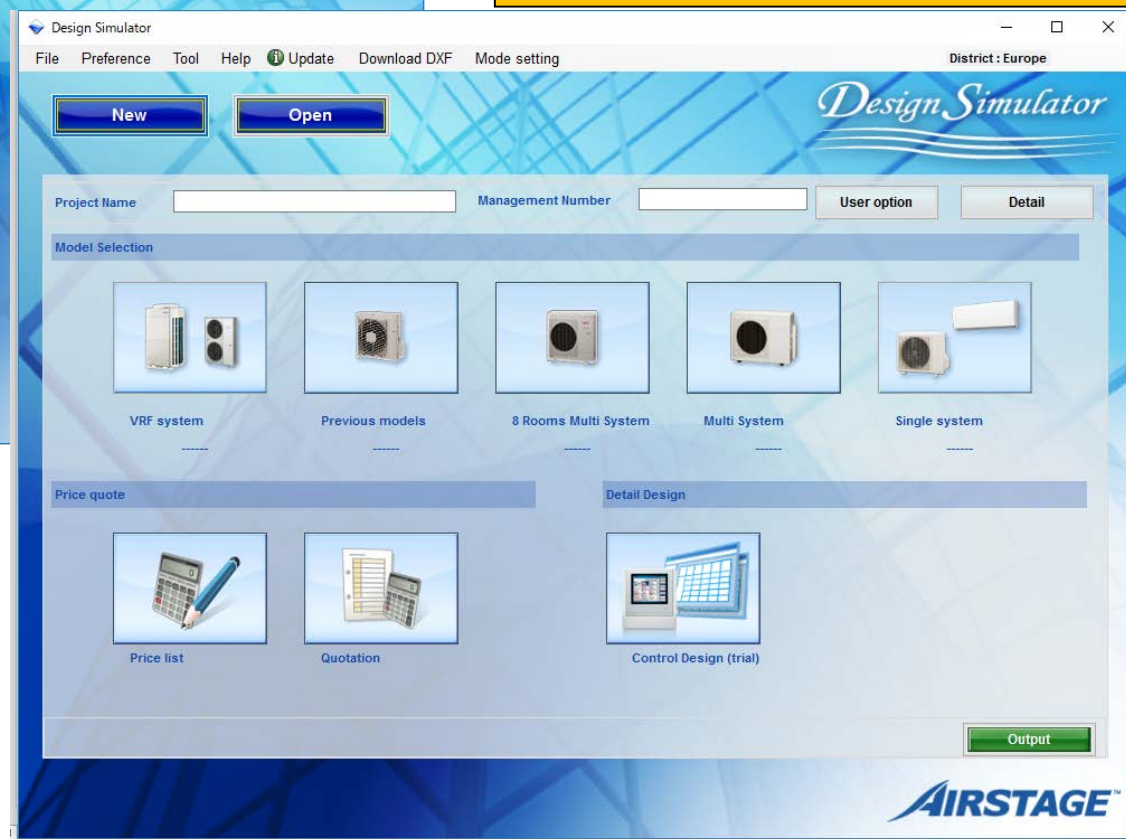 Design Simulator
File Preference Tool Help Update Download DXF Mode setting District : Europe
New Open Design Simulator
Project Name Management Number User option Detail
Model Selection
VRF system Previous models 8 Rooms Multi System Multi System Single system
------ ------ ------ ------ ------
Price quote Detail Design
Price list Quotation Control Design (trial)
Output
AIRSTAGE™